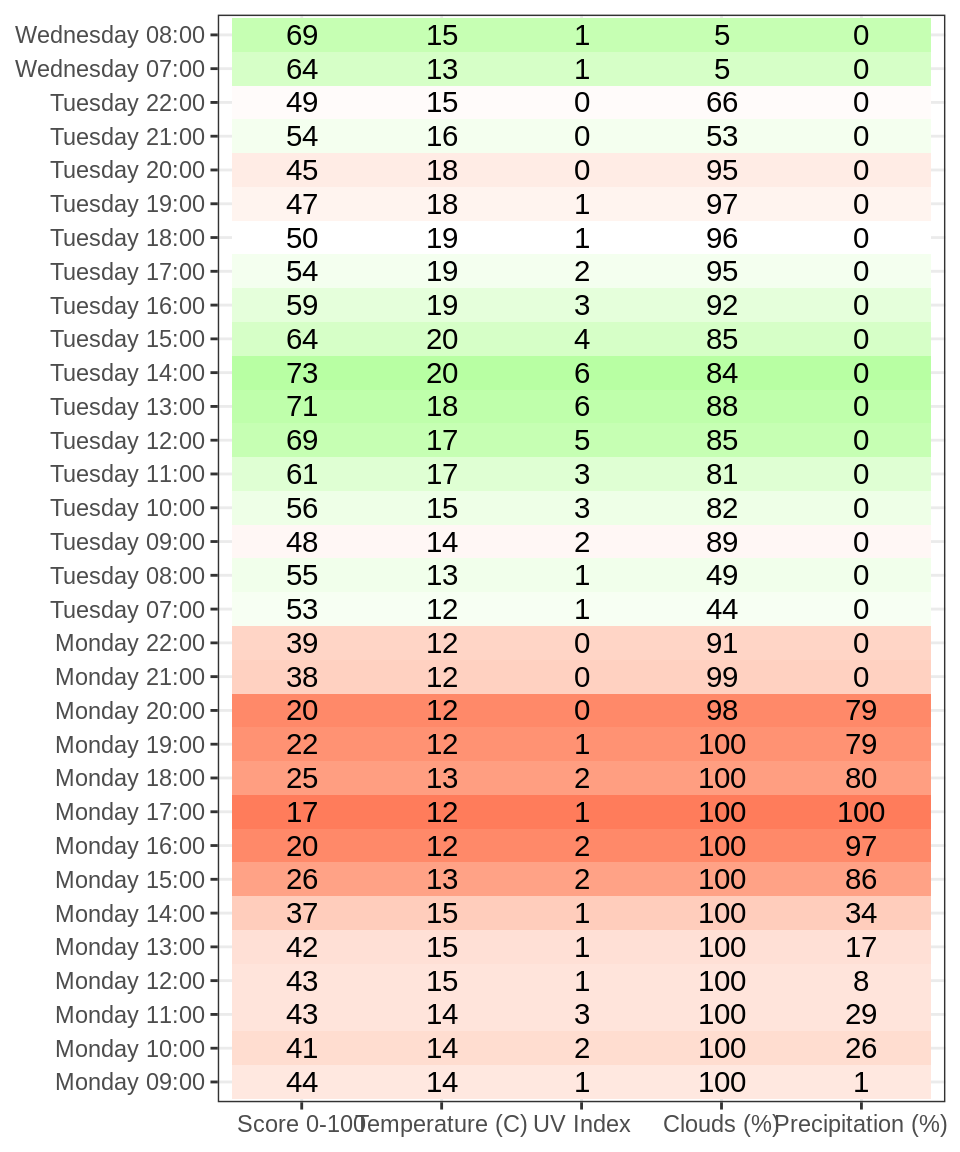 Wednesday 08:00 69 15 1 5 0
Wednesday 07:00 64 13 1 5 0
Tuesday 22:00 49 15 0 66 0
Tuesday 21:00 54 16 0 53 0
Tuesday 20:00 45 18 0 95 0
Tuesday 19:00 47 18 1 97 0
Tuesday 18:00 50 19 1 96 0
Tuesday 17:00 54 19 2 95 0
Tuesday 16:00 59 19 3 92 0
Tuesday 15:00 64 20 4 85 0
Tuesday 14:00 73 20 6 84 0
Tuesday 13:00 71 18 6 88 0
Tuesday 12:00 69 17 5 85 0
Tuesday 11:00 61 17 3 81 0
Tuesday 10:00 56 15 3 82 0
Tuesday 09:00 48 14 2 89 0
Tuesday 08:00 55 13 1 49 0
Tuesday 07:00 53 12 1 44 0
Monday 22:00 39 12 0 91 0
Monday 21:00 38 12 0 99 0
Monday 20:00 20 12 0 98 79
Monday 19:00 22 12 1 100 79
Monday 18:00 25 13 2 100 80
Monday 17:00 17 12 1 100 100
Monday 16:00 20 12 2 100 97
Monday 15:00 26 13 2 100 86
Monday 14:00 37 15 1 100 34
Monday 13:00 42 15 1 100 17
Monday 12:00 43 15 1 100 8
Monday 11:00 43 14 3 100 29
Monday 10:00 41 14 2 100 26
Monday 09:00 44 14 1 100 1
Score 0-100 Temperature (C) UV Index Clouds (%) Precipitation (%)